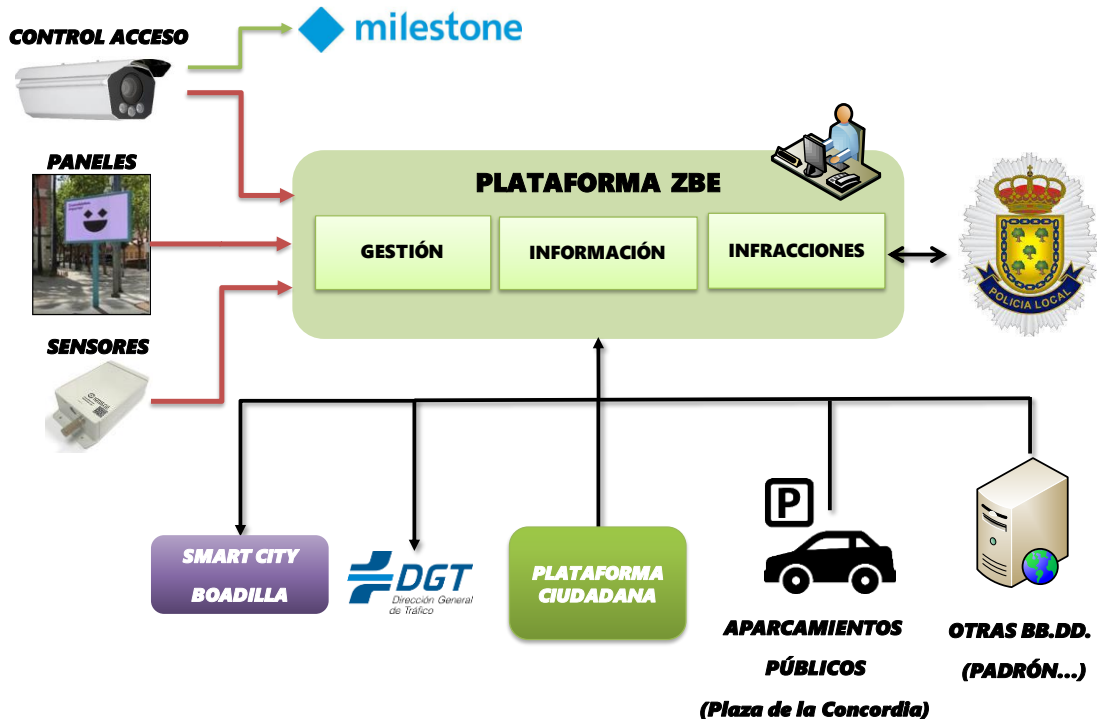 CONTROL ACCESO
milestone
PANELES
PLATAFORMA ZBE
GESTIÓN
INFORMACIÓN
INFRACCIONES
POLICIA LOCAL
SENSORES
SMART CITY
BOADILLA
DGT
Dirección General
de Tráfico
PLATAFORMA
CIUDADANA
P
APARCAMIENTOS
PÚBLICOS
(Plaza de la Concordia)
OTRAS BB.DD.
(PADRÓN...)